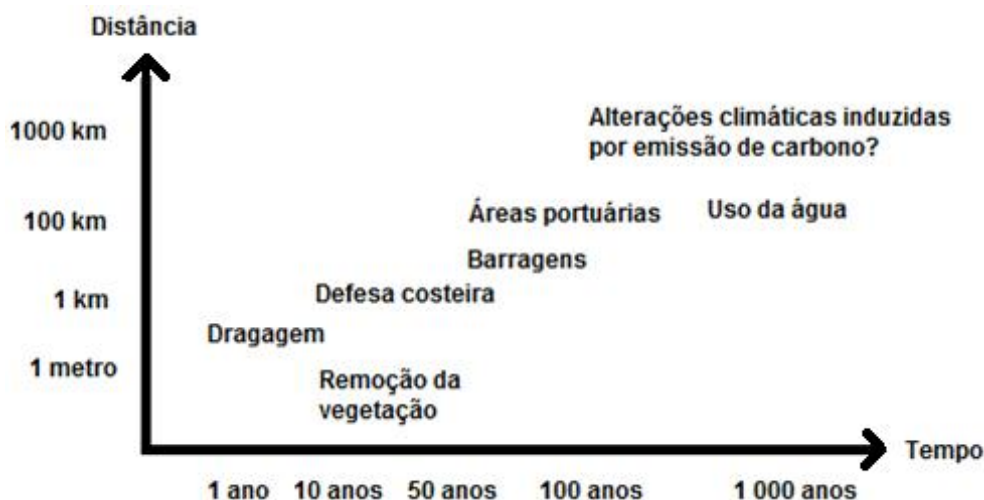 Distância
1000 km
Alterações climáticas induzidas
por emissão de carbono?
100 km
Áreas portuárias
Uso da água
Barragens
1 km
Defesa costeira
Dragagem
1 metro
Remoção da
vegetação
Tempo
1 ano
10 anos
50 anos
100 anos
1 000 anos